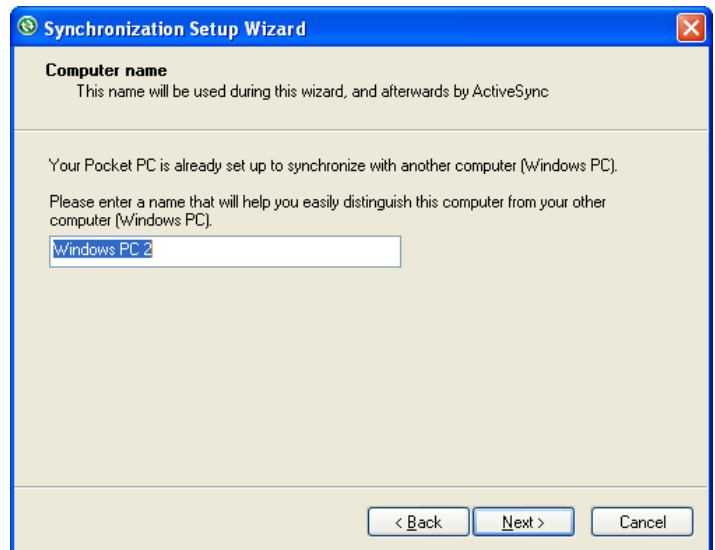 Synchronization Setup Wizard
Computer name
This name will be used during this wizard, and afterwards by ActiveSync
Your Pocket PC is already set up to synchronize with another computer (Windows PC).
Please enter a name that will help you easily distinguish this computer from your other
computer (Windows PC).
Windows PC 2
< Back Next > Cancel